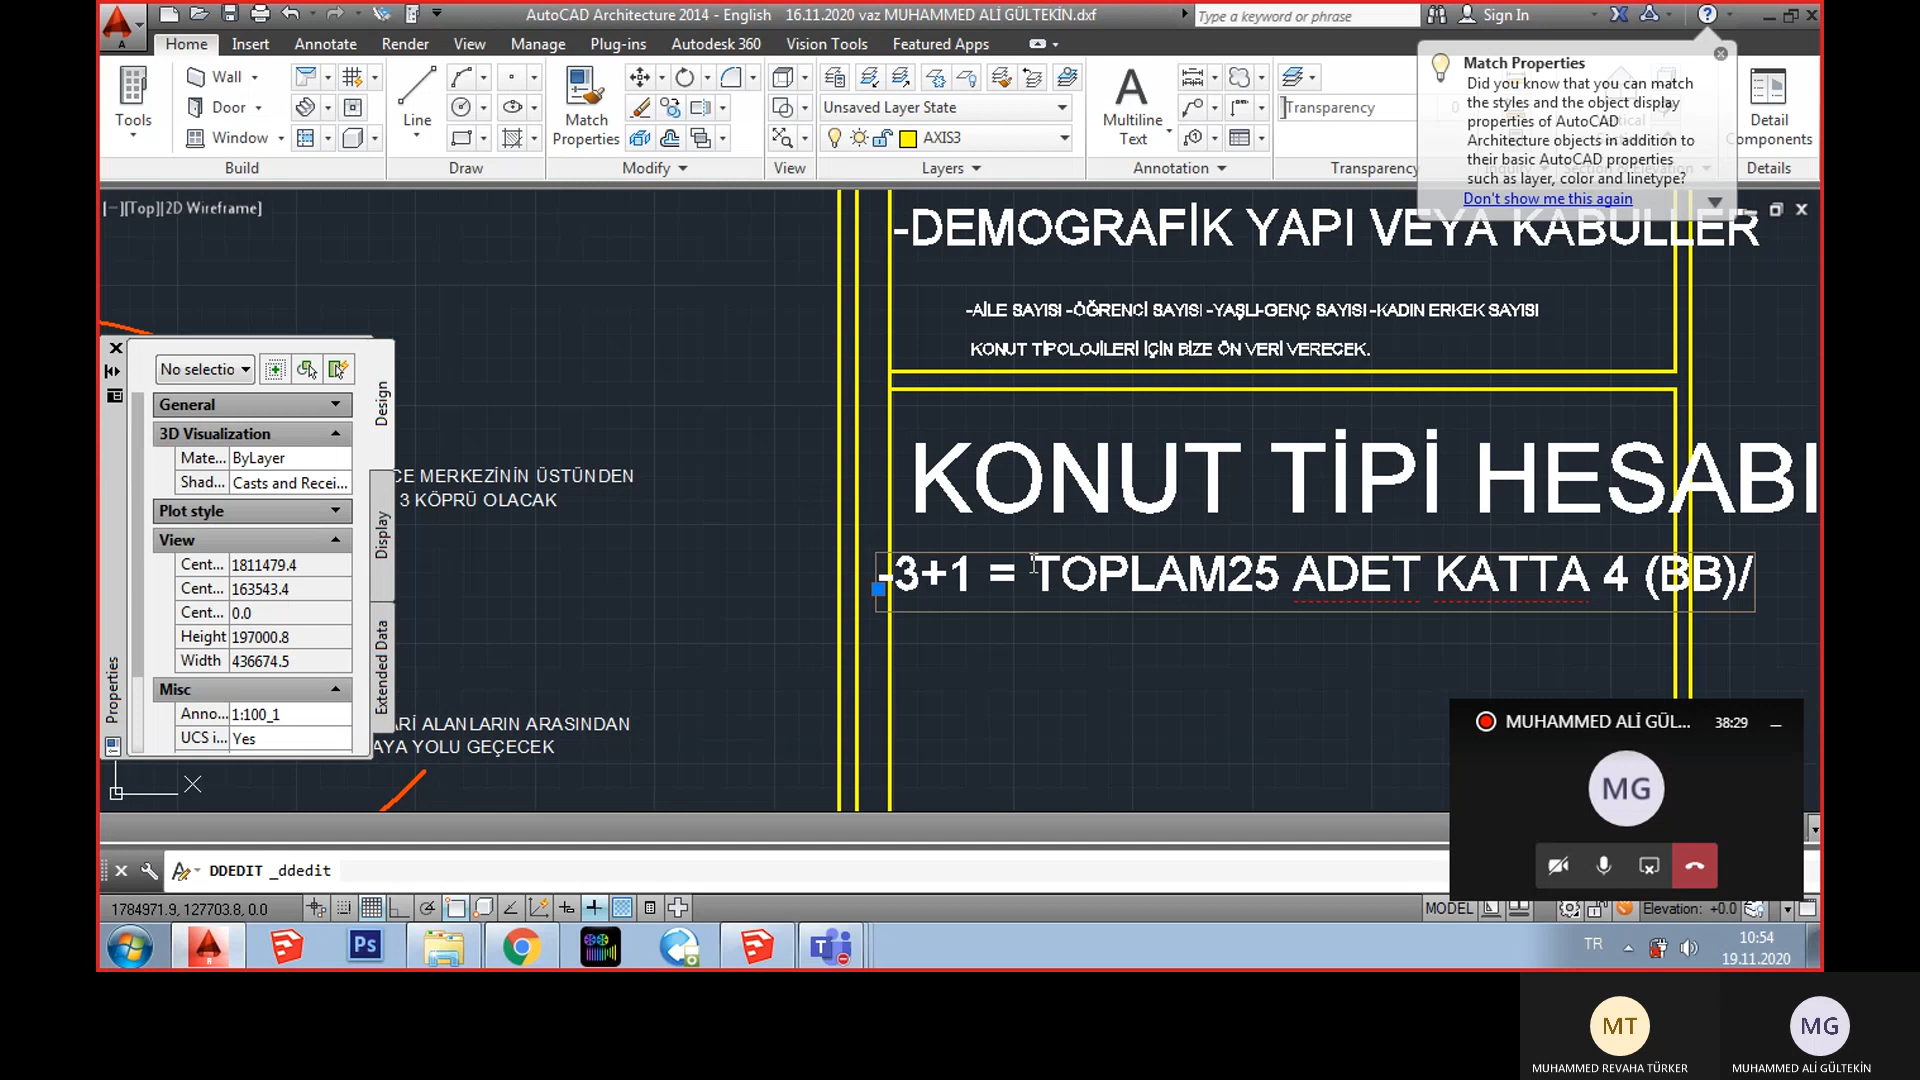 AutoCAD Architecture 2014 - English 16.11.2020 vaz MUHAMMED ALİ GÜLTEKİN.dxf
Type a keyword or phrase
Sign In
Home Insert Annotate Render View Manage Plug-ins Autodesk 360 Vision Tools Featured Apps
Tools
Wall
Door
Window
Build
Line
Draw
Match
Properties
Modify
View
Unsaved Layer State
AXIS3
Layers
Multiline
Text
Annotation
Transparency
Transparency
Detail
Components
Details
Match Properties
Did you know that you can match
the styles and the object display
properties of AutoCAD
Architecture objects in addition to
their basic AutoCAD properties
such as layer, color and linetype?
Don't show me this again
[−][Top][2D Wireframe]
-DEMOGRAFİK YAPI VEYA KABULLER
-AİLE SAYISI -ÖĞRENCİ SAYISI -YAŞLI-GENÇ SAYISI -KADIN ERKEK SAYISI
KONUT TİPOLOJİLERİ İÇİN BİZE ÖN VERİ VERECEK.
KONUT TİPİ HESABI
-3+1 = TOPLAM25 ADET KATTA 4 (BB)/
CE MERKEZİNİN ÜSTÜNDEN
3 KÖPRÜ OLACAK
ARİ ALANLARIN ARASINDAN
AYA YOLU GEÇECEK
No selectio
General
3D Visualization
Mate... ByLayer
Shad... Casts and Recei...
Plot style
View
Cent... 1811479.4
Cent... 163543.4
Cent... 0.0
Height 197000.8
Width 436674.5
Misc
Anno... 1:100_1
UCS i... Yes
Design
Display
Extended Data
Properties
MUHAMMED ALİ GÜL... 38:29
MG
DDEDIT _ddedit
1784971.9, 127703.8, 0.0
MODEL
Elevation: +0.0
Ps
TR
10:54
19.11.2020
MT
MUHAMMED REVAHA TÜRKER
MG
MUHAMMED ALİ GÜLTEKİN